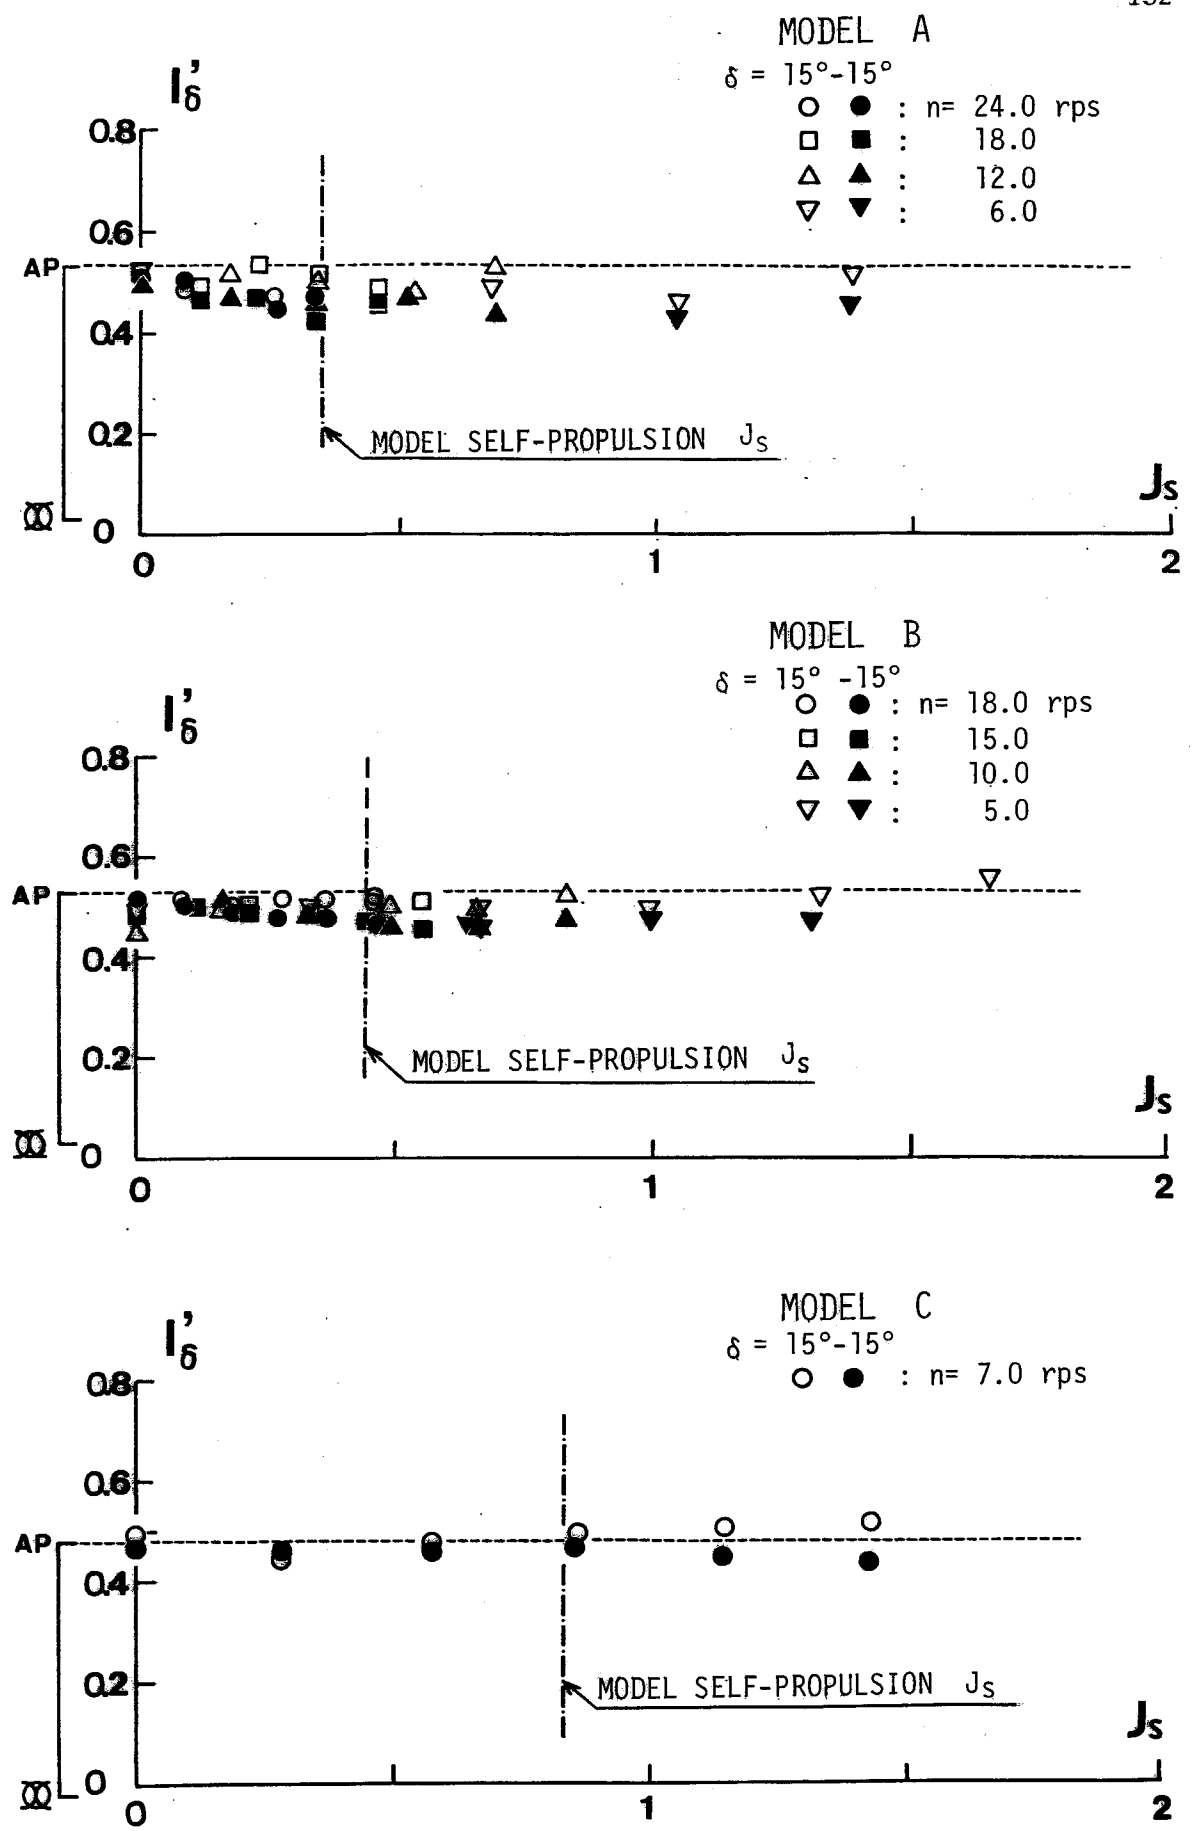 MODEL A
δ = 15°-15°
l'δ
○ ● : n= 24.0 rps
0.8
□ ■ : 18.0
△ ▲ : 12.0
▽ ▼ : 6.0
0.6
AP
0.4
0.2
MODEL SELF-PROPULSION Js
Js
0
0 1 2
MODEL B
δ = 15° -15°
l'δ
○ ● : n= 18.0 rps
□ ■ : 15.0
0.8
△ ▲ : 10.0
▽ ▼ : 5.0
0.6
AP
0.4
0.2
MODEL SELF-PROPULSION Js
Js
0
0 1 2
MODEL C
δ = 15°-15°
l'δ
○ ● : n= 7.0 rps
0.8
0.6
AP
0.4
0.2
MODEL SELF-PROPULSION Js
Js
0
0 1 2